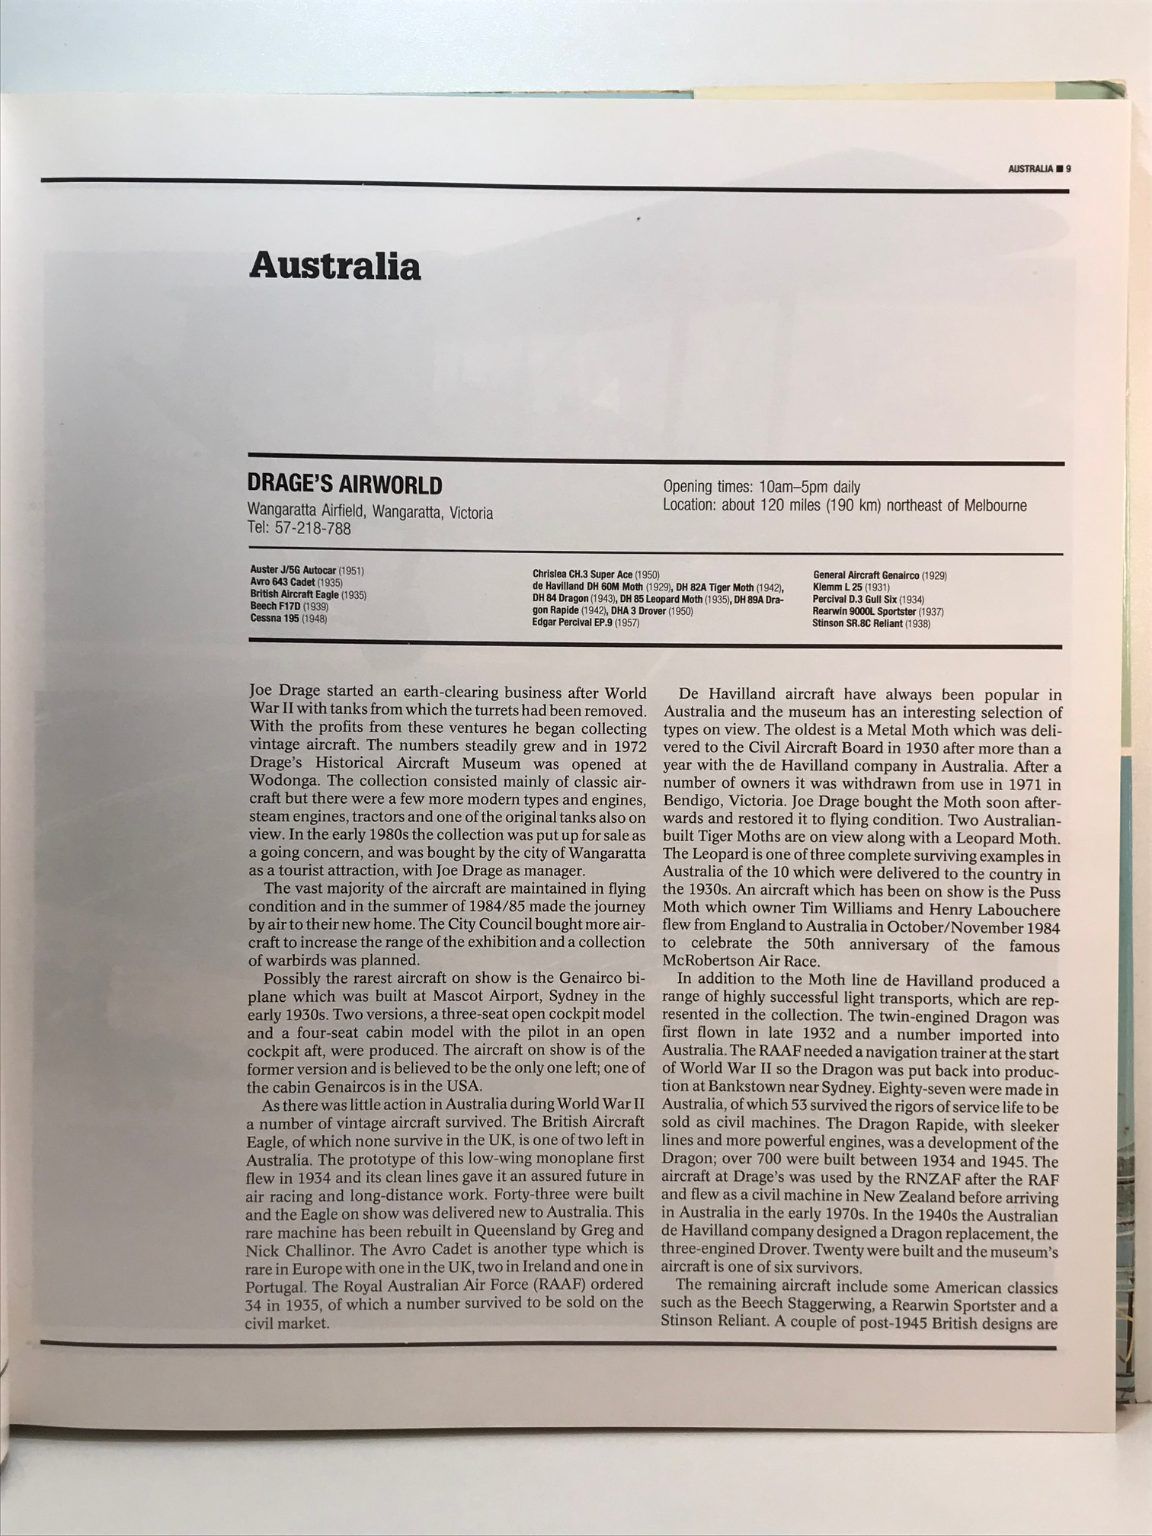 AUSTRALIA ■ 9
Australia
DRAGE'S AIRWORLD
Wangaratta Airfield, Wangaratta, Victoria
Tel: 57-218-788
Opening times: 10am–5pm daily
Location: about 120 miles (190 km) northeast of Melbourne
Auster J/5G Autocar (1951)
Avro 643 Cadet (1935)
British Aircraft Eagle (1935)
Beech F17D (1939)
Cessna 195 (1948)
Chrislea CH.3 Super Ace (1950)
de Havilland DH 60M Moth (1929), DH 82A Tiger Moth (1942),
DH 84 Dragon (1943), DH 85 Leopard Moth (1935), DH 89A Dra-
gon Rapide (1942), DHA 3 Drover (1950)
Edgar Percival EP.9 (1957)
General Aircraft Genairco (1929)
Klemm L 25 (1931)
Percival D.3 Gull Six (1934)
Rearwin 9000L Sportster (1937)
Stinson SR.8C Reliant (1938)
Joe Drage started an earth-clearing business after World
War II with tanks from which the turrets had been removed.
With the profits from these ventures he began collecting
vintage aircraft. The numbers steadily grew and in 1972
Drage's Historical Aircraft Museum was opened at
Wodonga. The collection consisted mainly of classic air-
craft but there were a few more modern types and engines,
steam engines, tractors and one of the original tanks also on
view. In the early 1980s the collection was put up for sale as
a going concern, and was bought by the city of Wangaratta
as a tourist attraction, with Joe Drage as manager.
The vast majority of the aircraft are maintained in flying
condition and in the summer of 1984/85 made the journey
by air to their new home. The City Council bought more air-
craft to increase the range of the exhibition and a collection
of warbirds was planned.
Possibly the rarest aircraft on show is the Genairco bi-
plane which was built at Mascot Airport, Sydney in the
early 1930s. Two versions, a three-seat open cockpit model
and a four-seat cabin model with the pilot in an open
cockpit aft, were produced. The aircraft on show is of the
former version and is believed to be the only one left; one of
the cabin Genaircos is in the USA.
As there was little action in Australia during World War II
a number of vintage aircraft survived. The British Aircraft
Eagle, of which none survive in the UK, is one of two left in
Australia. The prototype of this low-wing monoplane first
flew in 1934 and its clean lines gave it an assured future in
air racing and long-distance work. Forty-three were built
and the Eagle on show was delivered new to Australia. This
rare machine has been rebuilt in Queensland by Greg and
Nick Challinor. The Avro Cadet is another type which is
rare in Europe with one in the UK, two in Ireland and one in
Portugal. The Royal Australian Air Force (RAAF) ordered
34 in 1935, of which a number survived to be sold on the
civil market.
De Havilland aircraft have always been popular in
Australia and the museum has an interesting selection of
types on view. The oldest is a Metal Moth which was deli-
vered to the Civil Aircraft Board in 1930 after more than a
year with the de Havilland company in Australia. After a
number of owners it was withdrawn from use in 1971 in
Bendigo, Victoria. Joe Drage bought the Moth soon after-
wards and restored it to flying condition. Two Australian-
built Tiger Moths are on view along with a Leopard Moth.
The Leopard is one of three complete surviving examples in
Australia of the 10 which were delivered to the country in
the 1930s. An aircraft which has been on show is the Puss
Moth which owner Tim Williams and Henry Labouchere
flew from England to Australia in October/November 1984
to celebrate the 50th anniversary of the famous
McRobertson Air Race.
In addition to the Moth line de Havilland produced a
range of highly successful light transports, which are rep-
resented in the collection. The twin-engined Dragon was
first flown in late 1932 and a number imported into
Australia. The RAAF needed a navigation trainer at the start
of World War II so the Dragon was put back into produc-
tion at Bankstown near Sydney. Eighty-seven were made in
Australia, of which 53 survived the rigors of service life to be
sold as civil machines. The Dragon Rapide, with sleeker
lines and more powerful engines, was a development of the
Dragon; over 700 were built between 1934 and 1945. The
aircraft at Drage's was used by the RNZAF after the RAF
and flew as a civil machine in New Zealand before arriving
in Australia in the early 1970s. In the 1940s the Australian
de Havilland company designed a Dragon replacement, the
three-engined Drover. Twenty were built and the museum's
aircraft is one of six survivors.
The remaining aircraft include some American classics
such as the Beech Staggerwing, a Rearwin Sportster and a
Stinson Reliant. A couple of post-1945 British designs are